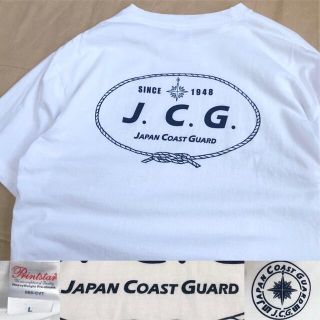 SINCE 1948
J. C. G.
JAPAN COAST GUARD
Printstar
L
JAPAN COAST GUARD
JAPAN COAST GUARD
J.C.G.